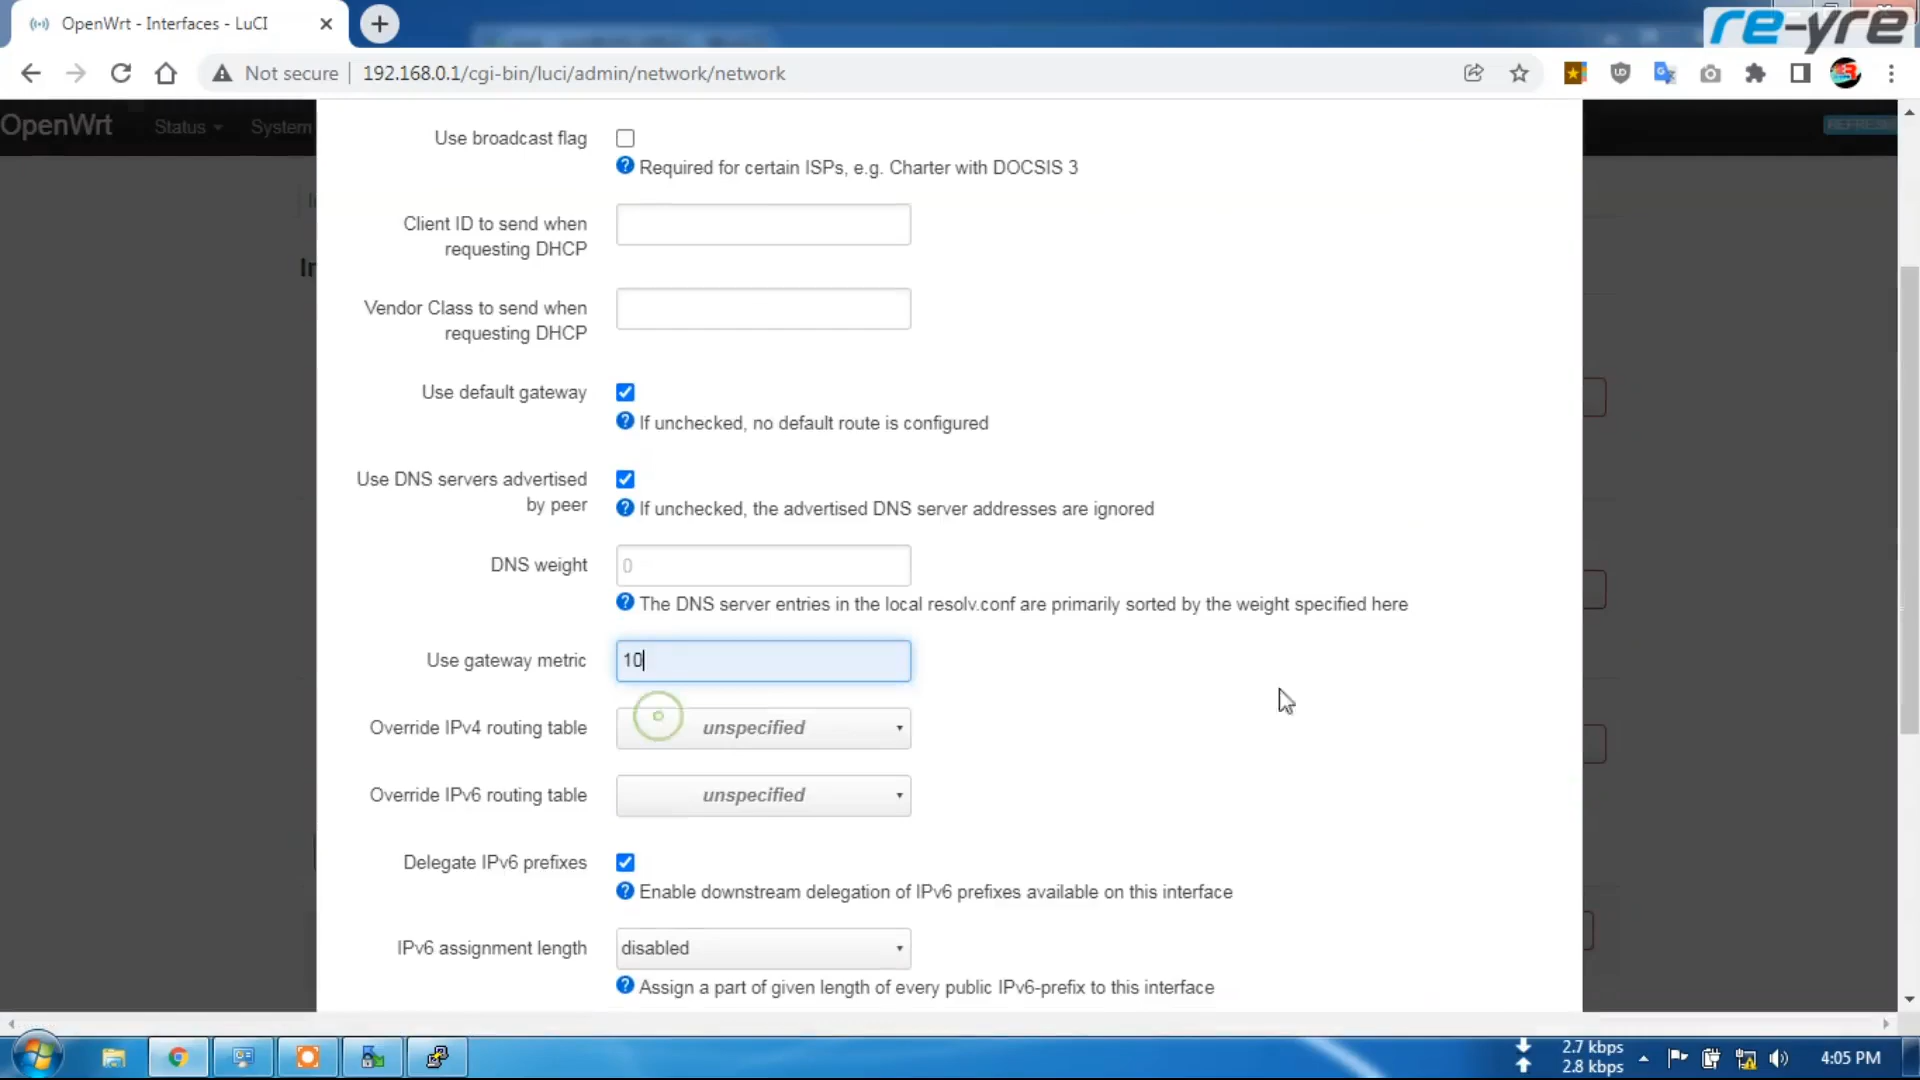 OpenWrt - Interfaces - LuCI
re-yre
Not secure
192.168.0.1/cgi-bin/luci/admin/network/network
OpenWrt
Status
System
REFRESH
Use broadcast flag
Required for certain ISPs, e.g. Charter with DOCSIS 3
Client ID to send when
requesting DHCP
Vendor Class to send when
requesting DHCP
Use default gateway
If unchecked, no default route is configured
Use DNS servers advertised
by peer
If unchecked, the advertised DNS server addresses are ignored
DNS weight
0
The DNS server entries in the local resolv.conf are primarily sorted by the weight specified here
Use gateway metric
10
Override IPv4 routing table
unspecified
Override IPv6 routing table
unspecified
Delegate IPv6 prefixes
Enable downstream delegation of IPv6 prefixes available on this interface
IPv6 assignment length
disabled
Assign a part of given length of every public IPv6-prefix to this interface
2.7 kbps
2.8 kbps
4:05 PM